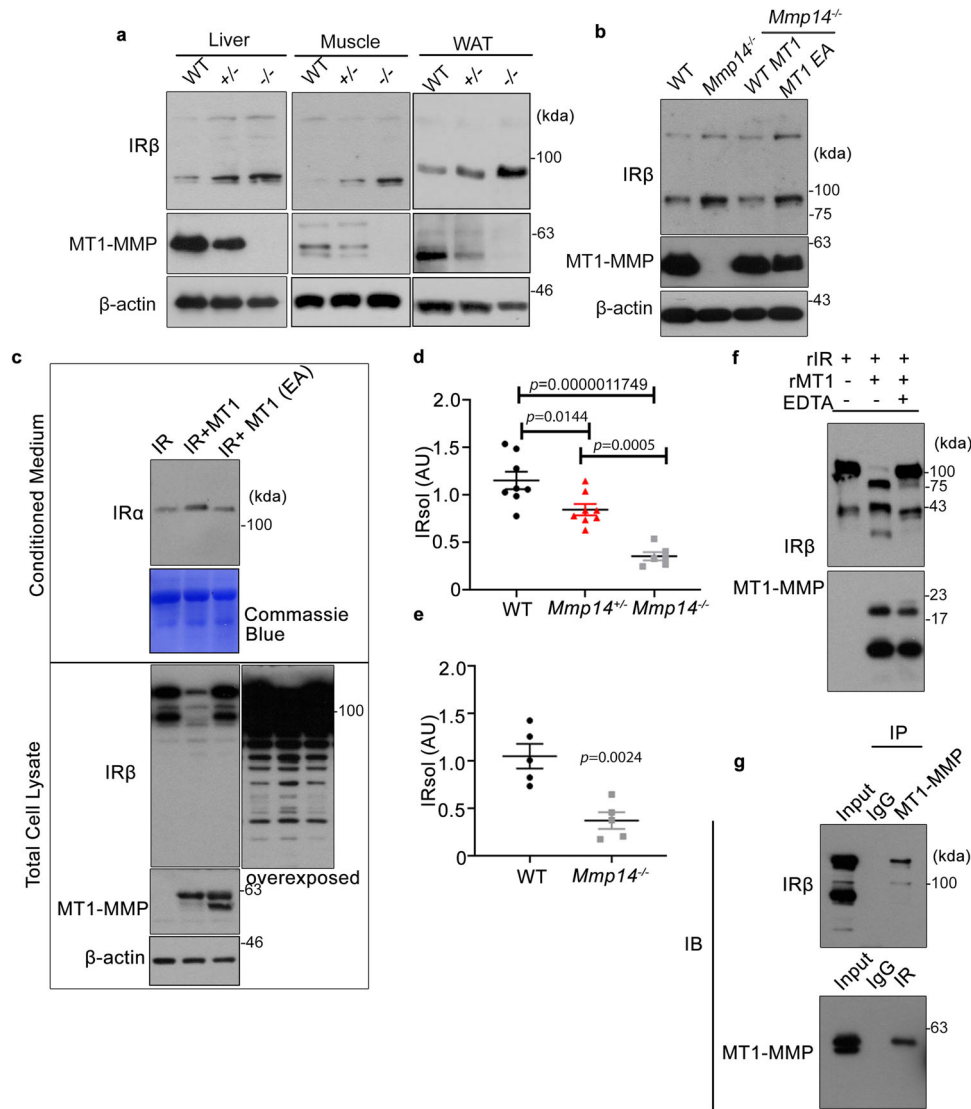 a
Liver Muscle WAT
WT +/- -/- WT +/- -/- WT +/- -/-
(kda)
IRβ
-100
MT1-MMP
-63
β-actin
-46
b
Mmp14-/-
WT Mmp14-/- WT MT1 MT1 EA
(kda)
IRβ
-100
-75
MT1-MMP
-63
β-actin
-43
c
Conditioned Medium
IR IR+MT1 IR+ MT1 (EA)
(kda)
IRα
-100
Commassie
Blue
Total Cell Lysate
IRβ
-100
overexposed
MT1-MMP
-63
β-actin
-46
d
p=0.0000011749
p=0.0144
p=0.0005
IRsol (AU)
2.0
1.5
1.0
0.5
0
WT Mmp14+/- Mmp14-/-
e
IRsol (AU)
2.0
1.5
1.0
0.5
0
p=0.0024
WT Mmp14-/-
f
rIR + + +
rMT1 - + +
EDTA - - +
(kda)
-100
-75
-43
IRβ
MT1-MMP
-23
-17
g
IP
Input IgG MT1-MMP
(kda)
IRβ
-100
IB
Input IgG IR
-63
MT1-MMP